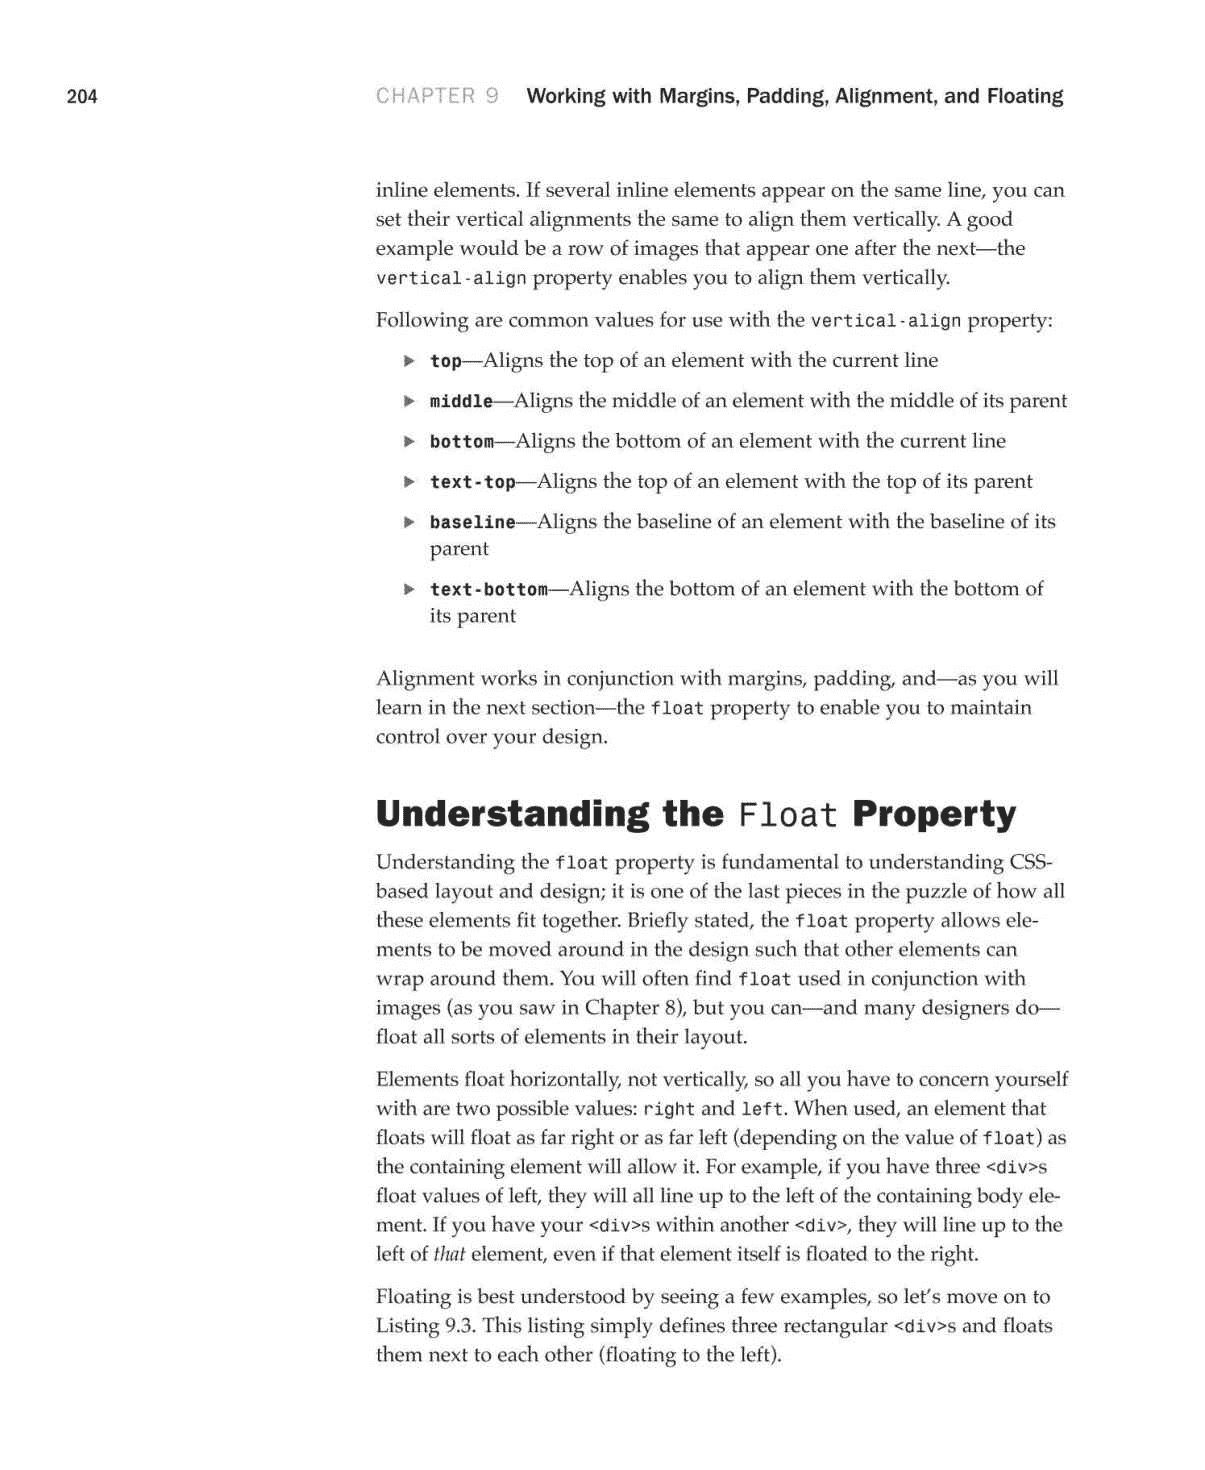 204
CHAPTER 9 Working with Margins, Padding, Alignment, and Floating
inline elements. If several inline elements appear on the same line, you can
set their vertical alignments the same to align them vertically. A good
example would be a row of images that appear one after the next—the
vertical-align property enables you to align them vertically.
Following are common values for use with the vertical-align property:
▶ top—Aligns the top of an element with the current line
▶ middle—Aligns the middle of an element with the middle of its parent
▶ bottom—Aligns the bottom of an element with the current line
▶ text-top—Aligns the top of an element with the top of its parent
▶ baseline—Aligns the baseline of an element with the baseline of its
parent
▶ text-bottom—Aligns the bottom of an element with the bottom of
its parent
Alignment works in conjunction with margins, padding, and—as you will
learn in the next section—the float property to enable you to maintain
control over your design.
Understanding the Float Property
Understanding the float property is fundamental to understanding CSS-
based layout and design; it is one of the last pieces in the puzzle of how all
these elements fit together. Briefly stated, the float property allows ele-
ments to be moved around in the design such that other elements can
wrap around them. You will often find float used in conjunction with
images (as you saw in Chapter 8), but you can—and many designers do—
float all sorts of elements in their layout.
Elements float horizontally, not vertically, so all you have to concern yourself
with are two possible values: right and left. When used, an element that
floats will float as far right or as far left (depending on the value of float) as
the containing element will allow it. For example, if you have three <div>s
float values of left, they will all line up to the left of the containing body ele-
ment. If you have your <div>s within another <div>, they will line up to the
left of that element, even if that element itself is floated to the right.
Floating is best understood by seeing a few examples, so let's move on to
Listing 9.3. This listing simply defines three rectangular <div>s and floats
them next to each other (floating to the left).